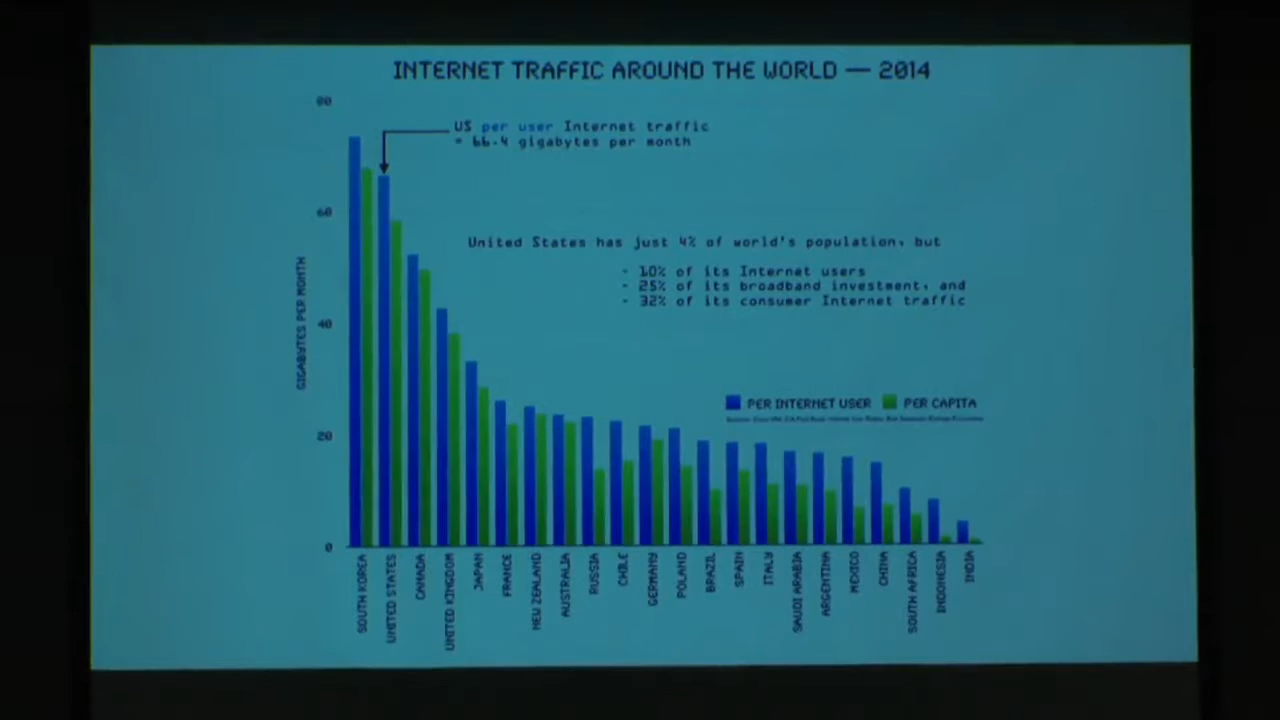 INTERNET TRAFFIC AROUND THE WORLD — 2014
80
US per user Internet traffic
= 66.4 gigabytes per month
60
United States has just 4% of world's population, but
- 10% of its Internet users
- 25% of its broadband investment, and
- 32% of its consumer Internet traffic
GIGABYTES PER MONTH
40
PER INTERNET USER PER CAPITA
20
0
SOUTH KOREA
UNITED STATES
CANADA
UNITED KINGDOM
JAPAN
FRANCE
NEW ZEALAND
AUSTRALIA
RUSSIA
CHILE
GERMANY
POLAND
BRAZIL
SPAIN
ITALY
SAUDI ARABIA
ARGENTINA
MEXICO
CHINA
SOUTH AFRICA
INDONESIA
INDIA